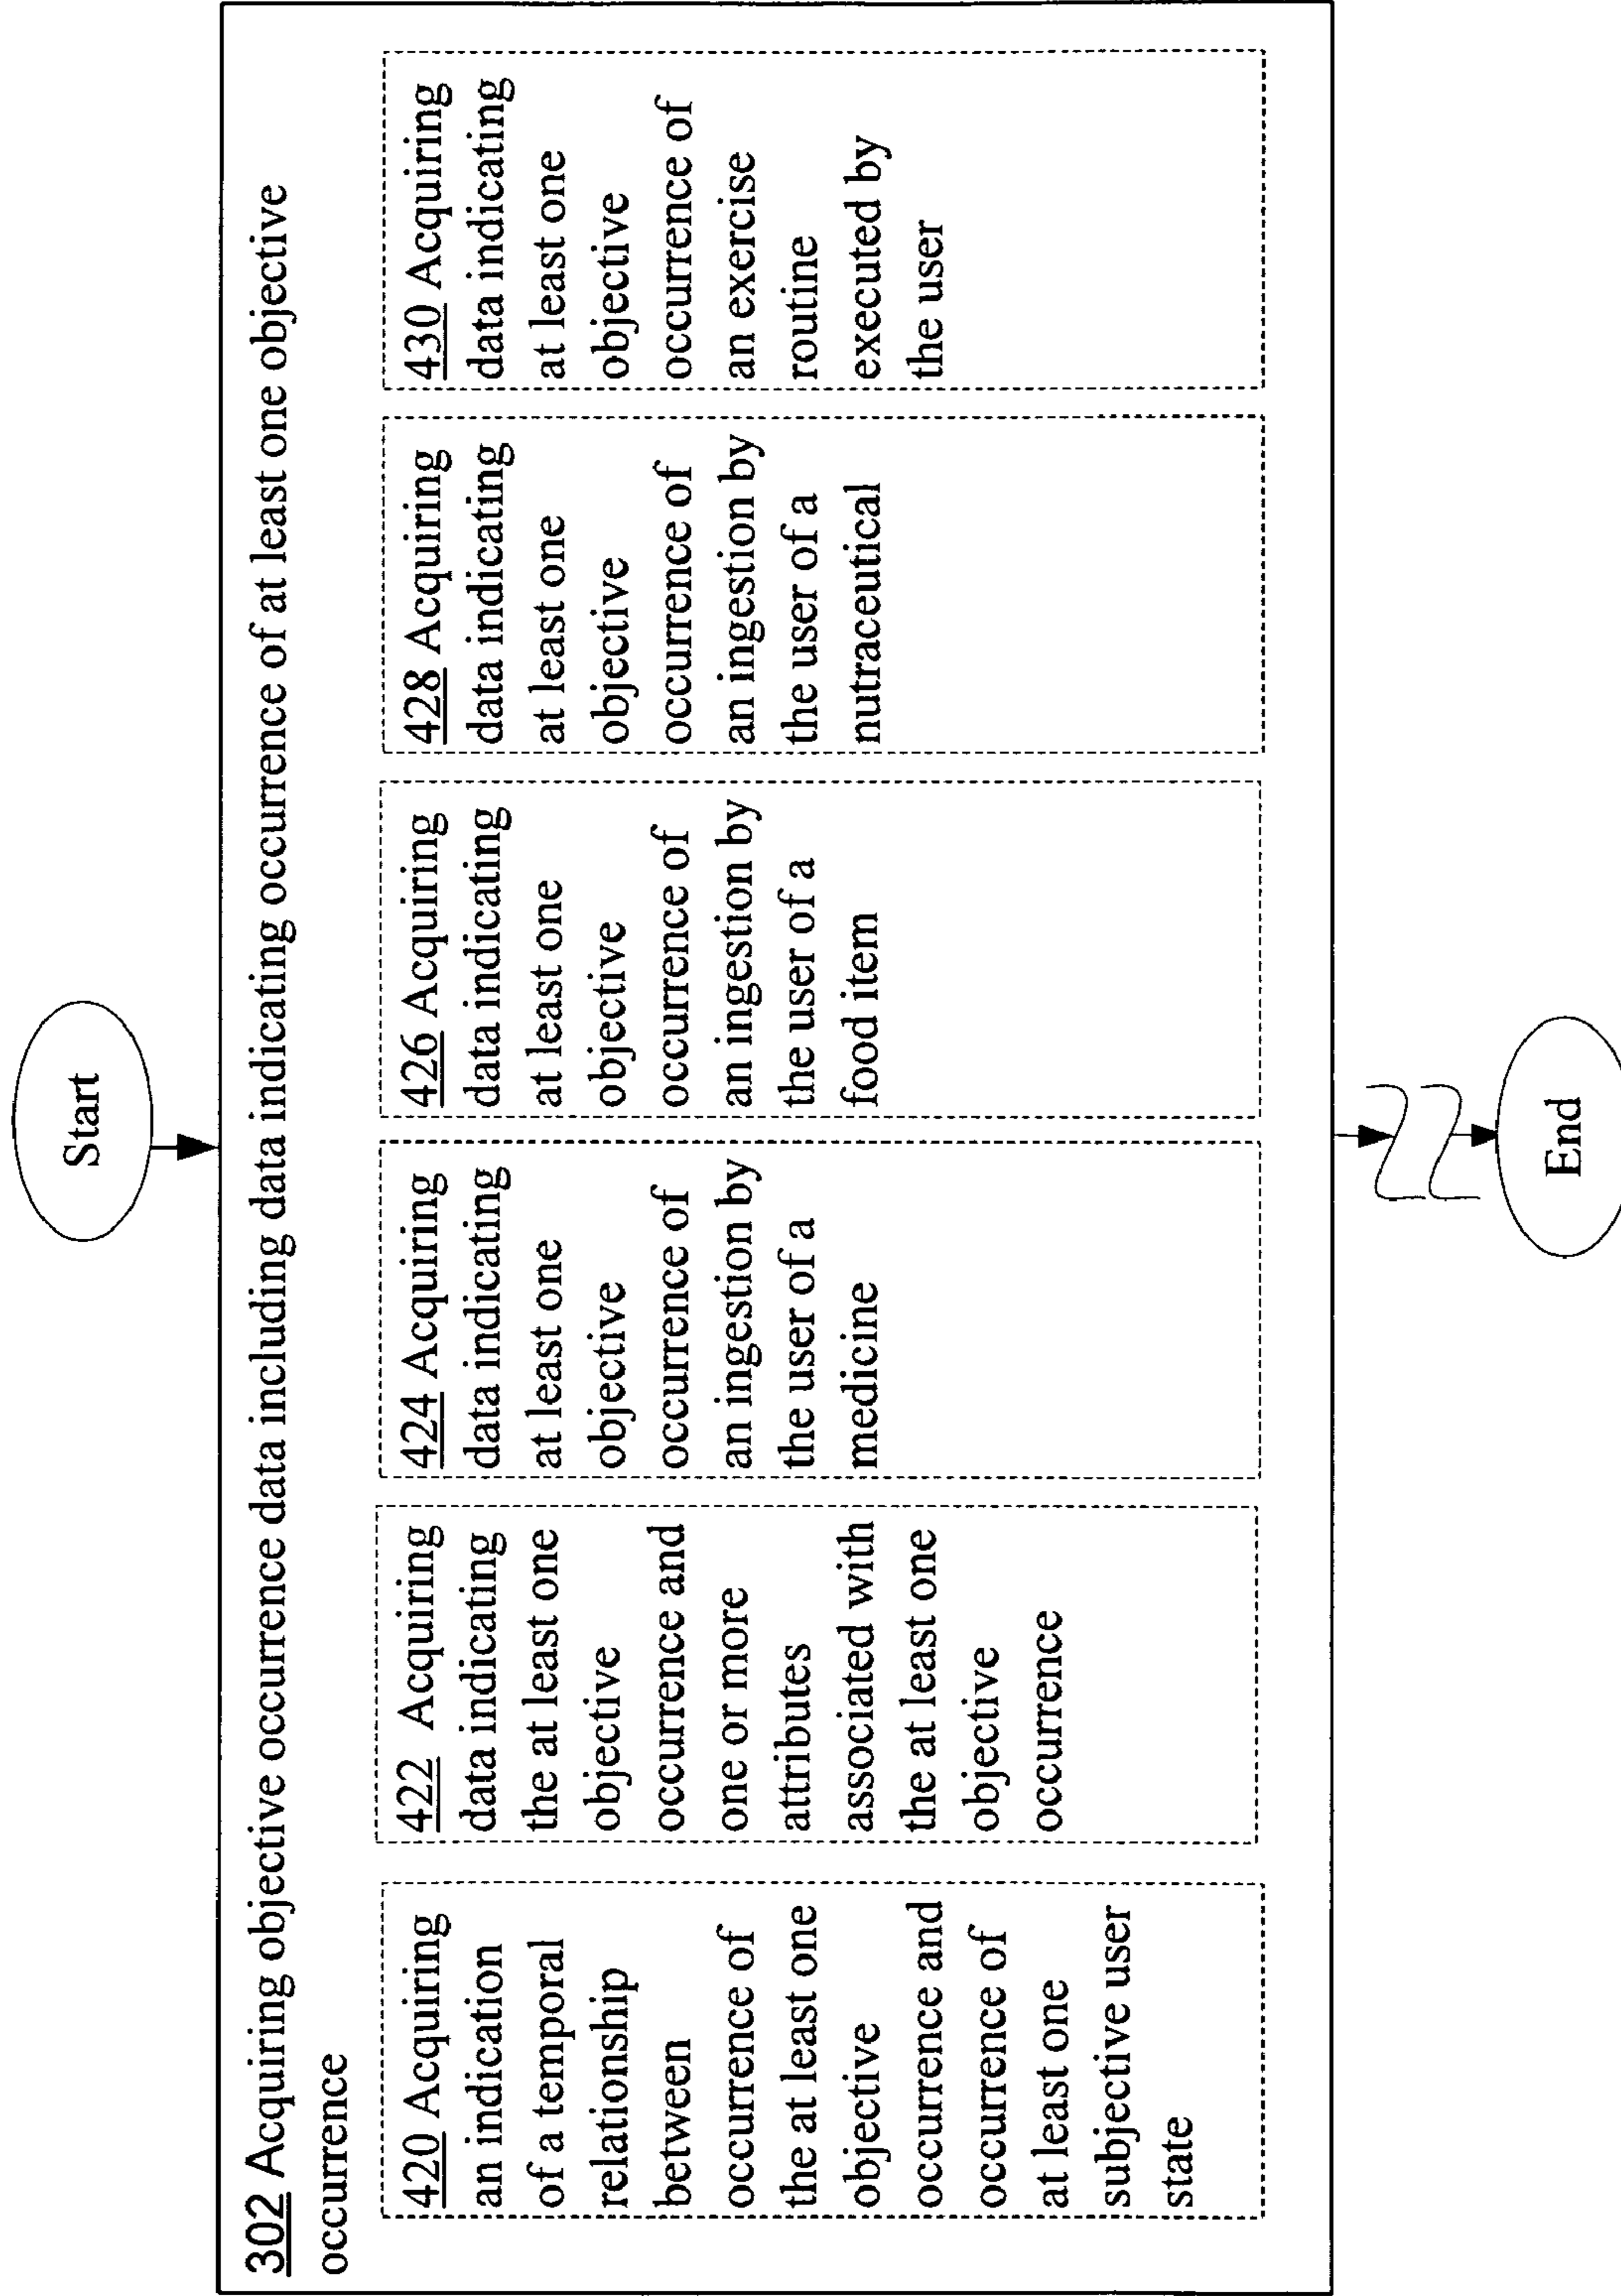 Start
302 Acquiring objective occurrence data including data indicating occurrence of at least one objective
occurrence
420 Acquiring
an indication
of a temporal
relationship
between
occurrence of
the at least one
objective
occurrence and
occurrence of
at least one
subjective user
state
422 Acquiring
data indicating
the at least one
objective
occurrence and
one or more
attributes
associated with
the at least one
objective
occurrence
424 Acquiring
data indicating
at least one
objective
occurrence of
an ingestion by
the user of a
medicine
426 Acquiring
data indicating
at least one
objective
occurrence of
an ingestion by
the user of a
food item
428 Acquiring
data indicating
at least one
objective
occurrence of
an ingestion by
the user of a
nutraceutical
430 Acquiring
data indicating
at least one
objective
occurrence of
an exercise
routine
executed by
the user
End